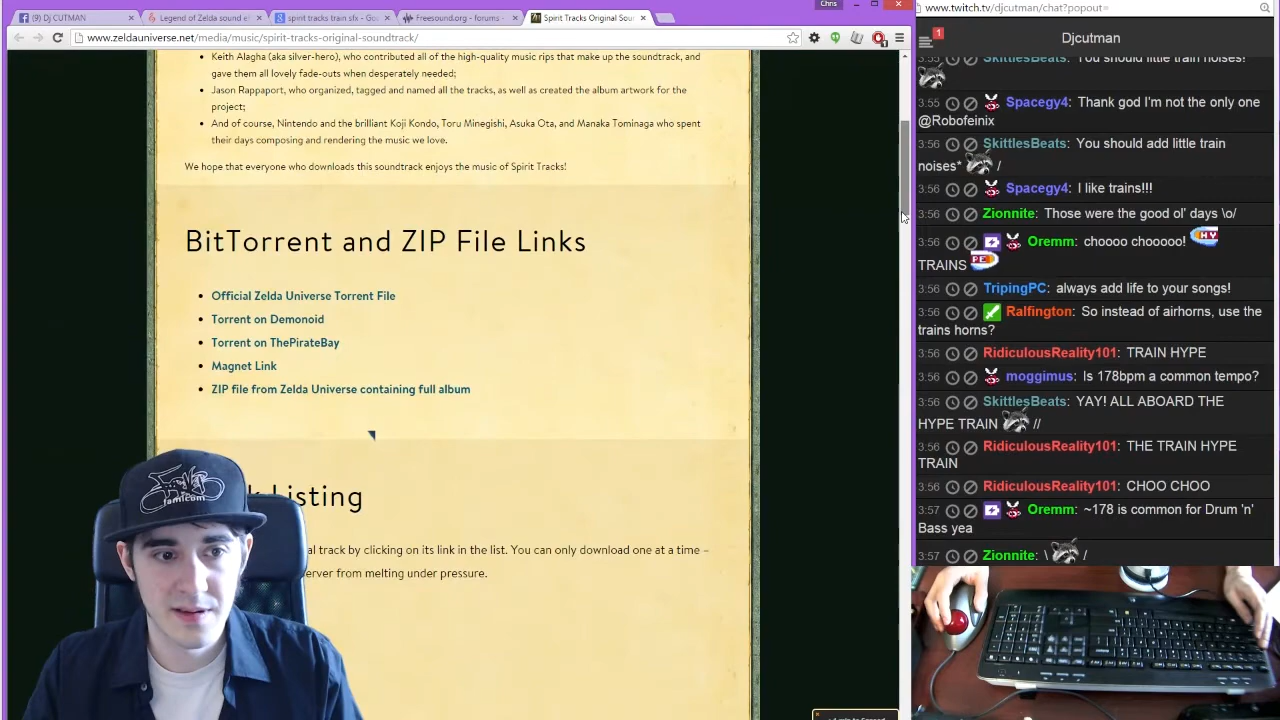 (9) Dj CUTMAN
Legend of Zelda sound ef
spirit tracks train sfx - Go
Freesound.org - forums -
Spirit Tracks Original Sou
Chris
www.zeldauniverse.net/media/music/spirit-tracks-original-soundtrack/
Keith Alagha (aka silver-hero), who contributed all of the high-quality music rips that make up the soundtrack, and
gave them all lovely fade-outs when desperately needed;
Jason Rappaport, who organized, tagged and named all the tracks, as well as created the album artwork for the
project;
And of course, Nintendo and the brilliant Koji Kondo, Toru Minegishi, Asuka Ota, and Manaka Tominaga who spent
their days composing and rendering the music we love.
We hope that everyone who downloads this soundtrack enjoys the music of Spirit Tracks!
BitTorrent and ZIP File Links
Official Zelda Universe Torrent File
Torrent on Demonoid
Torrent on ThePirateBay
Magnet Link
ZIP file from Zelda Universe containing full album
k Listing
al track by clicking on its link in the list. You can only download one at a time –
erver from melting under pressure.
famicom
www.twitch.tv/djcutman/chat?popout=
1
Djcutman
3:55 SkittlesBeats: You should little train noises!
3:55 Spacegy4: Thank god I'm not the only one
@Robofeinix
3:56 SkittlesBeats: You should add little train
noises* /
3:56 Spacegy4: I like trains!!!
3:56 Zionnite: Those were the good ol' days \o/
3:56 Oremm: choooo chooooo! HY
TRAINS PE
3:56 TripingPC: always add life to your songs!
3:56 Ralfington: So instead of airhorns, use the
trains horns?
3:56 RidiculousReality101: TRAIN HYPE
3:56 moggimus: Is 178bpm a common tempo?
3:56 SkittlesBeats: YAY! ALL ABOARD THE
HYPE TRAIN //
3:56 RidiculousReality101: THE TRAIN HYPE
TRAIN
3:56 RidiculousReality101: CHOO CHOO
3:57 Oremm: ~178 is common for Drum 'n'
Bass yea
3:57 Zionnite: \ /